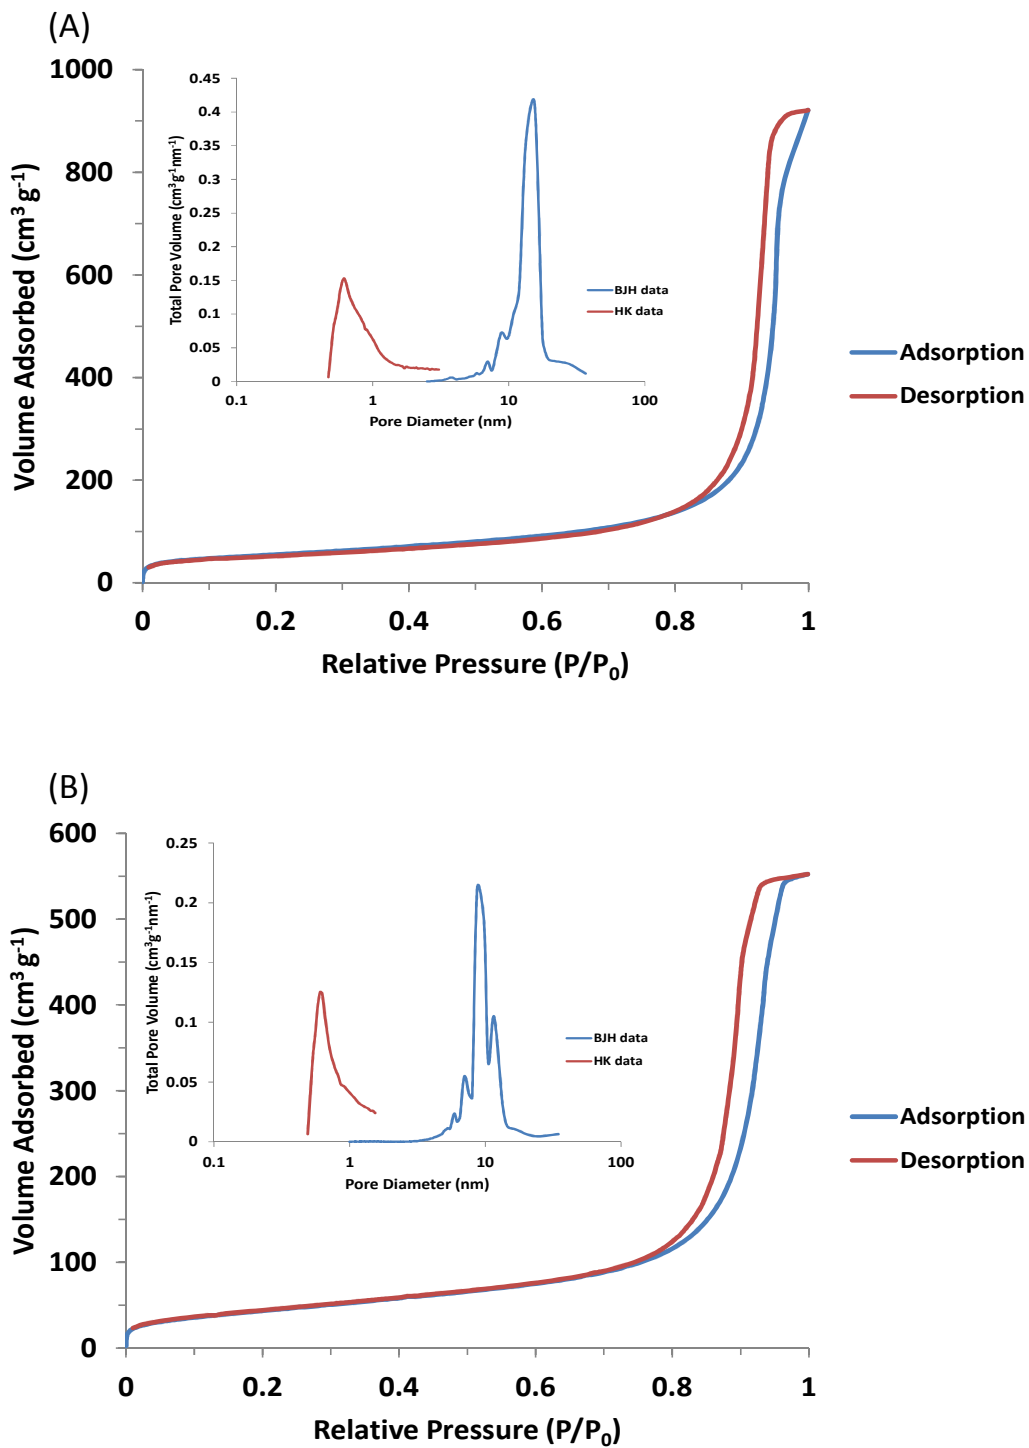 (A)
1000
800
600
400
200
0
0 0.2 0.4 0.6 0.8 1
Volume Adsorbed (cm³ g⁻¹)
Relative Pressure (P/P₀)
0.45
0.4
0.35
0.3
0.25
0.2
0.15
0.1
0.05
0
0.1 1 10 100
Total Pore Volume (cm³g⁻¹nm⁻¹)
Pore Diameter (nm)
BJH data
HK data
Adsorption
Desorption
(B)
600
500
400
300
200
100
0
0 0.2 0.4 0.6 0.8 1
Volume Adsorbed (cm³ g⁻¹)
Relative Pressure (P/P₀)
0.25
0.2
0.15
0.1
0.05
0
0.1 1 10 100
Total Pore Volume (cm³g⁻¹nm⁻¹)
Pore Diameter (nm)
BJH data
HK data
Adsorption
Desorption